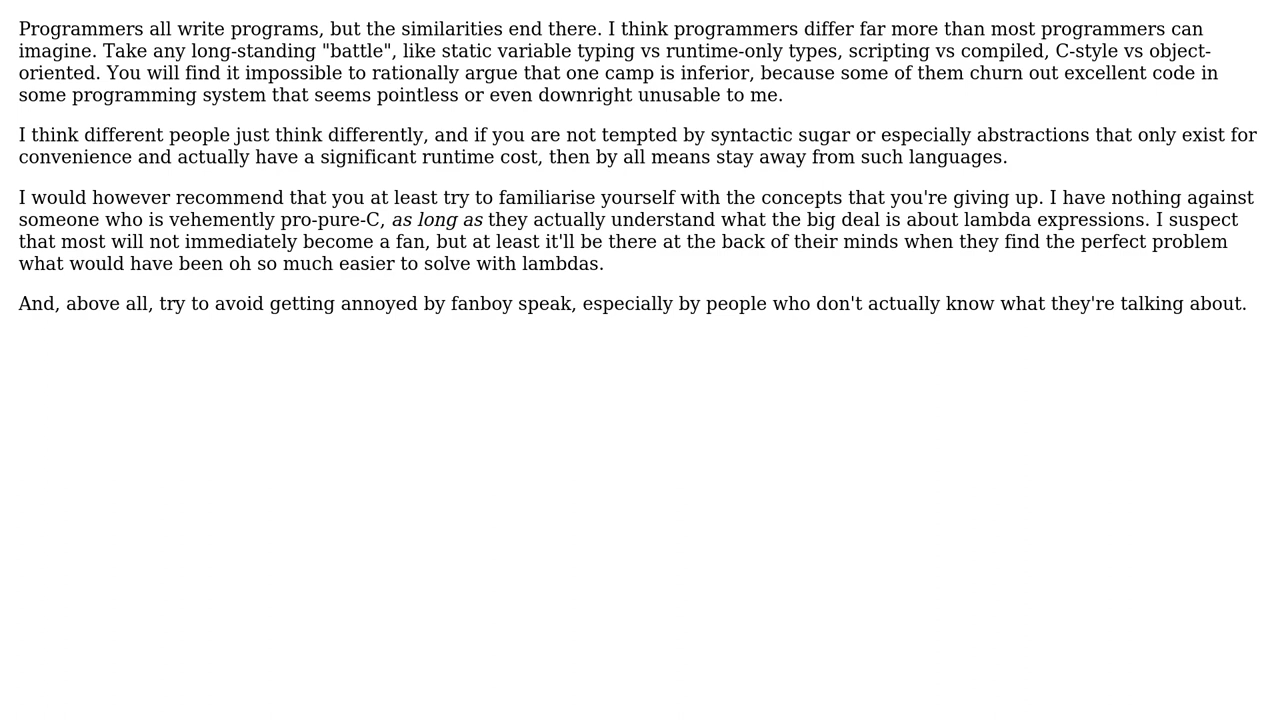 Programmers all write programs, but the similarities end there. I think programmers differ far more than most programmers can
imagine. Take any long-standing "battle", like static variable typing vs runtime-only types, scripting vs compiled, C-style vs object-
oriented. You will find it impossible to rationally argue that one camp is inferior, because some of them churn out excellent code in
some programming system that seems pointless or even downright unusable to me.
I think different people just think differently, and if you are not tempted by syntactic sugar or especially abstractions that only exist for
convenience and actually have a significant runtime cost, then by all means stay away from such languages.
I would however recommend that you at least try to familiarise yourself with the concepts that you're giving up. I have nothing against
someone who is vehemently pro-pure-C, as long as they actually understand what the big deal is about lambda expressions. I suspect
that most will not immediately become a fan, but at least it'll be there at the back of their minds when they find the perfect problem
what would have been oh so much easier to solve with lambdas.
And, above all, try to avoid getting annoyed by fanboy speak, especially by people who don't actually know what they're talking about.